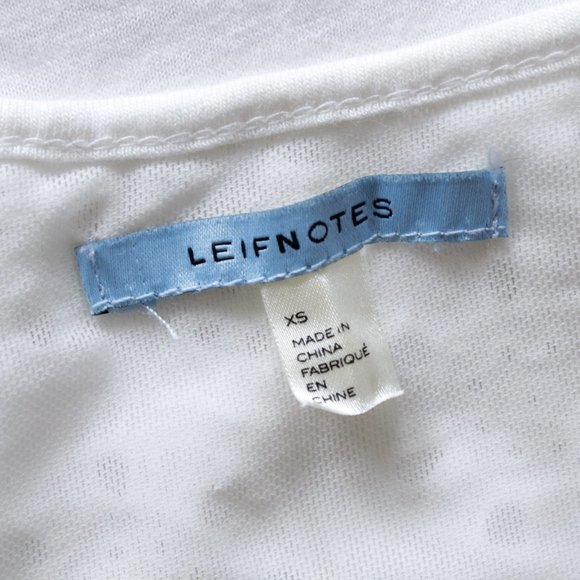 LEIFNOTES
XS
MADE IN
CHINA
FABRIQUÉ
EN
CHINE